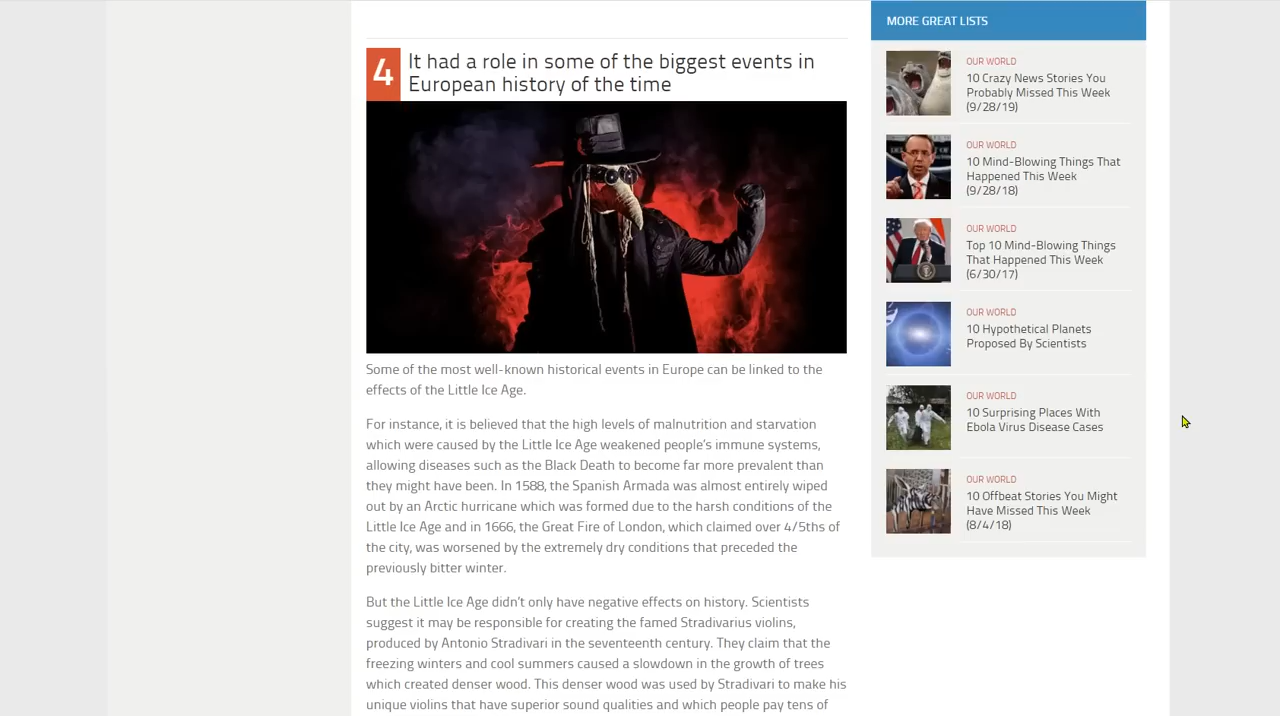 4
It had a role in some of the biggest events in
European history of the time
Some of the most well-known historical events in Europe can be linked to the
effects of the Little Ice Age.
For instance, it is believed that the high levels of malnutrition and starvation
which were caused by the Little Ice Age weakened people's immune systems,
allowing diseases such as the Black Death to become far more prevalent than
they might have been. In 1588, the Spanish Armada was almost entirely wiped
out by an Arctic hurricane which was formed due to the harsh conditions of the
Little Ice Age and in 1666, the Great Fire of London, which claimed over 4/5ths of
the city, was worsened by the extremely dry conditions that preceded the
previously bitter winter.
But the Little Ice Age didn't only have negative effects on history. Scientists
suggest it may be responsible for creating the famed Stradivarius violins,
produced by Antonio Stradivari in the seventeenth century. They claim that the
freezing winters and cool summers caused a slowdown in the growth of trees
which created denser wood. This denser wood was used by Stradivari to make his
unique violins that have superior sound qualities and which people pay tens of
MORE GREAT LISTS
OUR WORLD
10 Crazy News Stories You
Probably Missed This Week
(9/28/19)
OUR WORLD
10 Mind-Blowing Things That
Happened This Week
(9/28/18)
OUR WORLD
Top 10 Mind-Blowing Things
That Happened This Week
(6/30/17)
OUR WORLD
10 Hypothetical Planets
Proposed By Scientists
OUR WORLD
10 Surprising Places With
Ebola Virus Disease Cases
OUR WORLD
10 Offbeat Stories You Might
Have Missed This Week
(8/4/18)